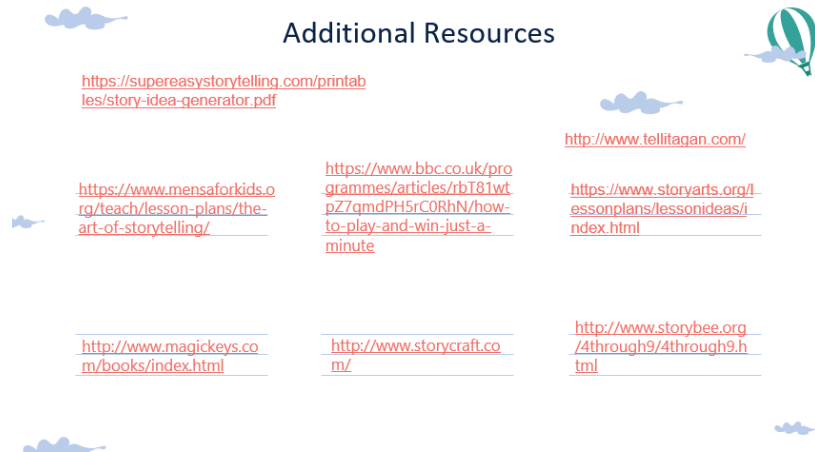 Additional Resources
https://supereasystorytelling.com/printab
les/story-idea-generator.pdf
http://www.tellitagan.com/
https://www.mensaforkids.o
rg/teach/lesson-plans/the-
art-of-storytelling/
https://www.bbc.co.uk/pro
grammes/articles/rbT81wt
pZ7qmdPH5rC0RhN/how-
to-play-and-win-just-a-
minute
https://www.storyarts.org/l
essonplans/lessonideas/i
ndex.html
http://www.magickeys.co
m/books/index.html
http://www.storycraft.co
m/
http://www.storybee.org
/4through9/4through9.h
tml